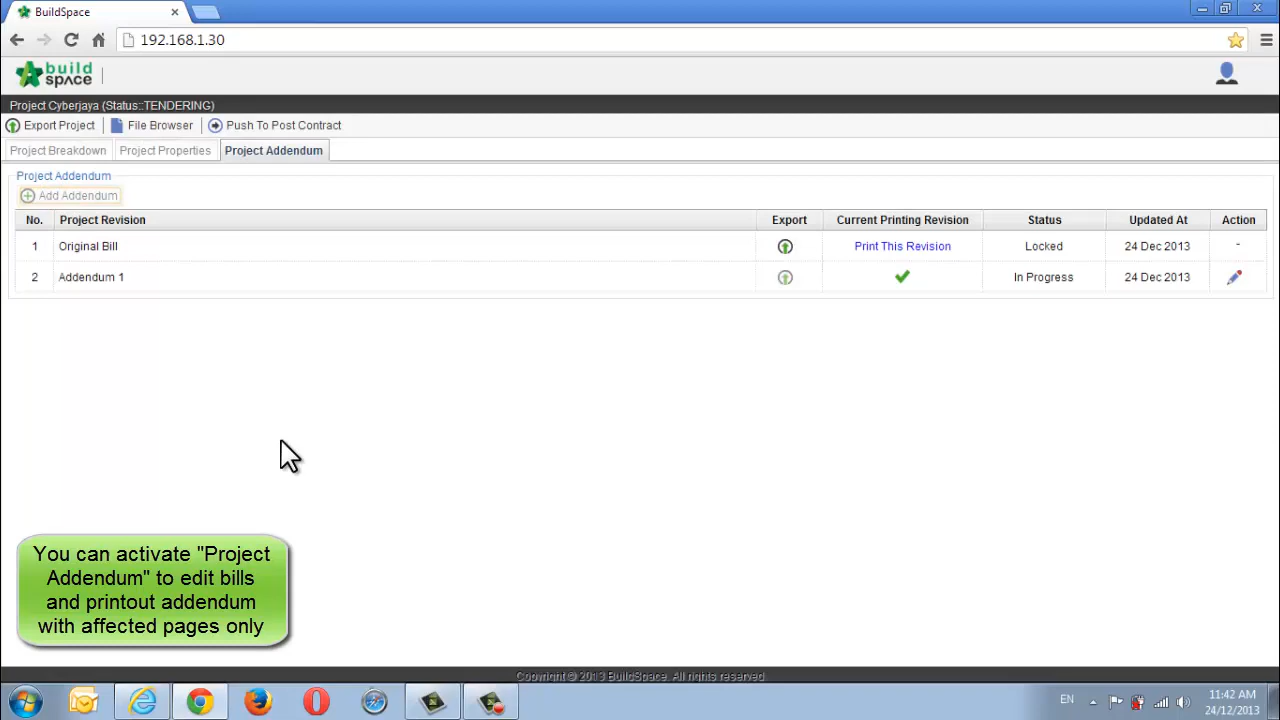 BuildSpace
192.168.1.30
build
space
Project Cyberjaya (Status::TENDERING)
Export Project File Browser Push To Post Contract
Project Breakdown Project Properties Project Addendum
Project Addendum
Add Addendum
No. Project Revision Export Current Printing Revision Status Updated At Action
1 Original Bill Print This Revision Locked 24 Dec 2013 -
2 Addendum 1 In Progress 24 Dec 2013
You can activate "Project
Addendum" to edit bills
and printout addendum
with affected pages only
Copyright © 2013 BuildSpace. All rights reserved
EN 11:42 AM
24/12/2013